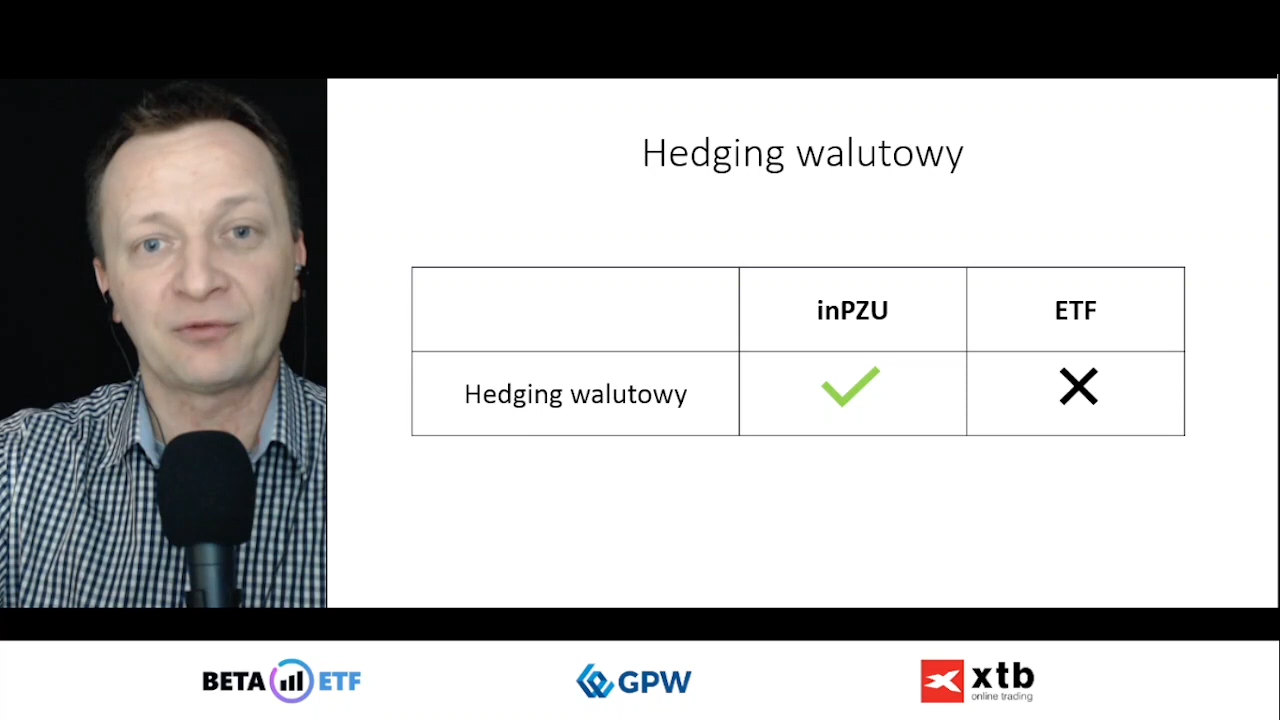 Hedging walutowy
inPZU ETF
Hedging walutowy
BETA ETF
GPW
xtb
online trading